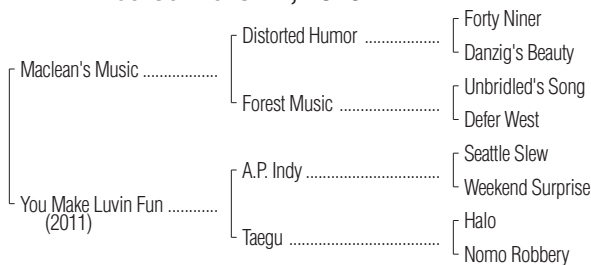 Maclean's Music ..................
Distorted Humor ..................
Forty Niner
Danzig's Beauty
Forest Music .........................
Unbridled's Song
Defer West
You Make Luvin Fun ............
(2011)
A.P. Indy ................................
Seattle Slew
Weekend Surprise
Taegu ....................................
Halo
Nomo Robbery